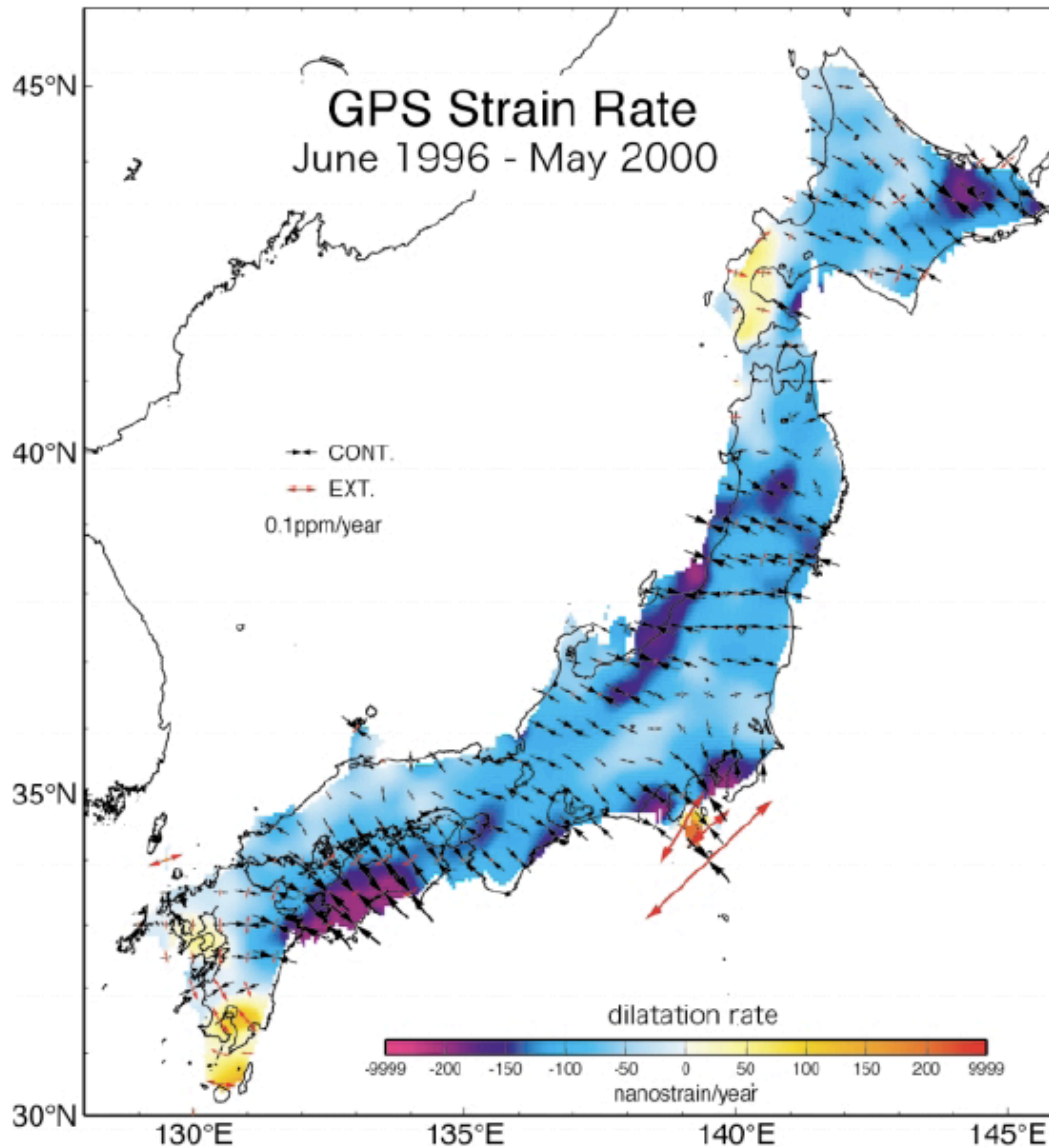 GPS Strain Rate
June 1996 - May 2000
45°N
40°N
CONT.
EXT.
0.1ppm/year
35°N
dilatation rate
-9999 -200 -150 -100 -50 0 50 100 150 200 9999
nanostrain/year
30°N
130°E 135°E 140°E 145°E